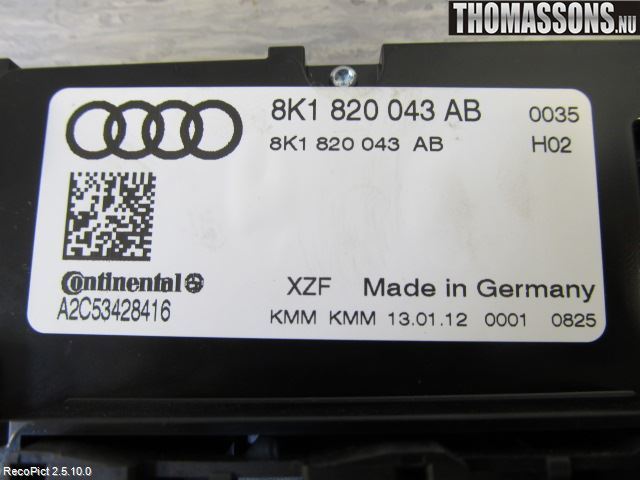 THOMASSONS.NU
8K1 820 043 AB 0035
8K1 820 043 AB H02
Continental
A2C53428416
XZF Made in Germany
KMM KMM 13.01.12 0001 0825
RecoPict 2.5.10.0